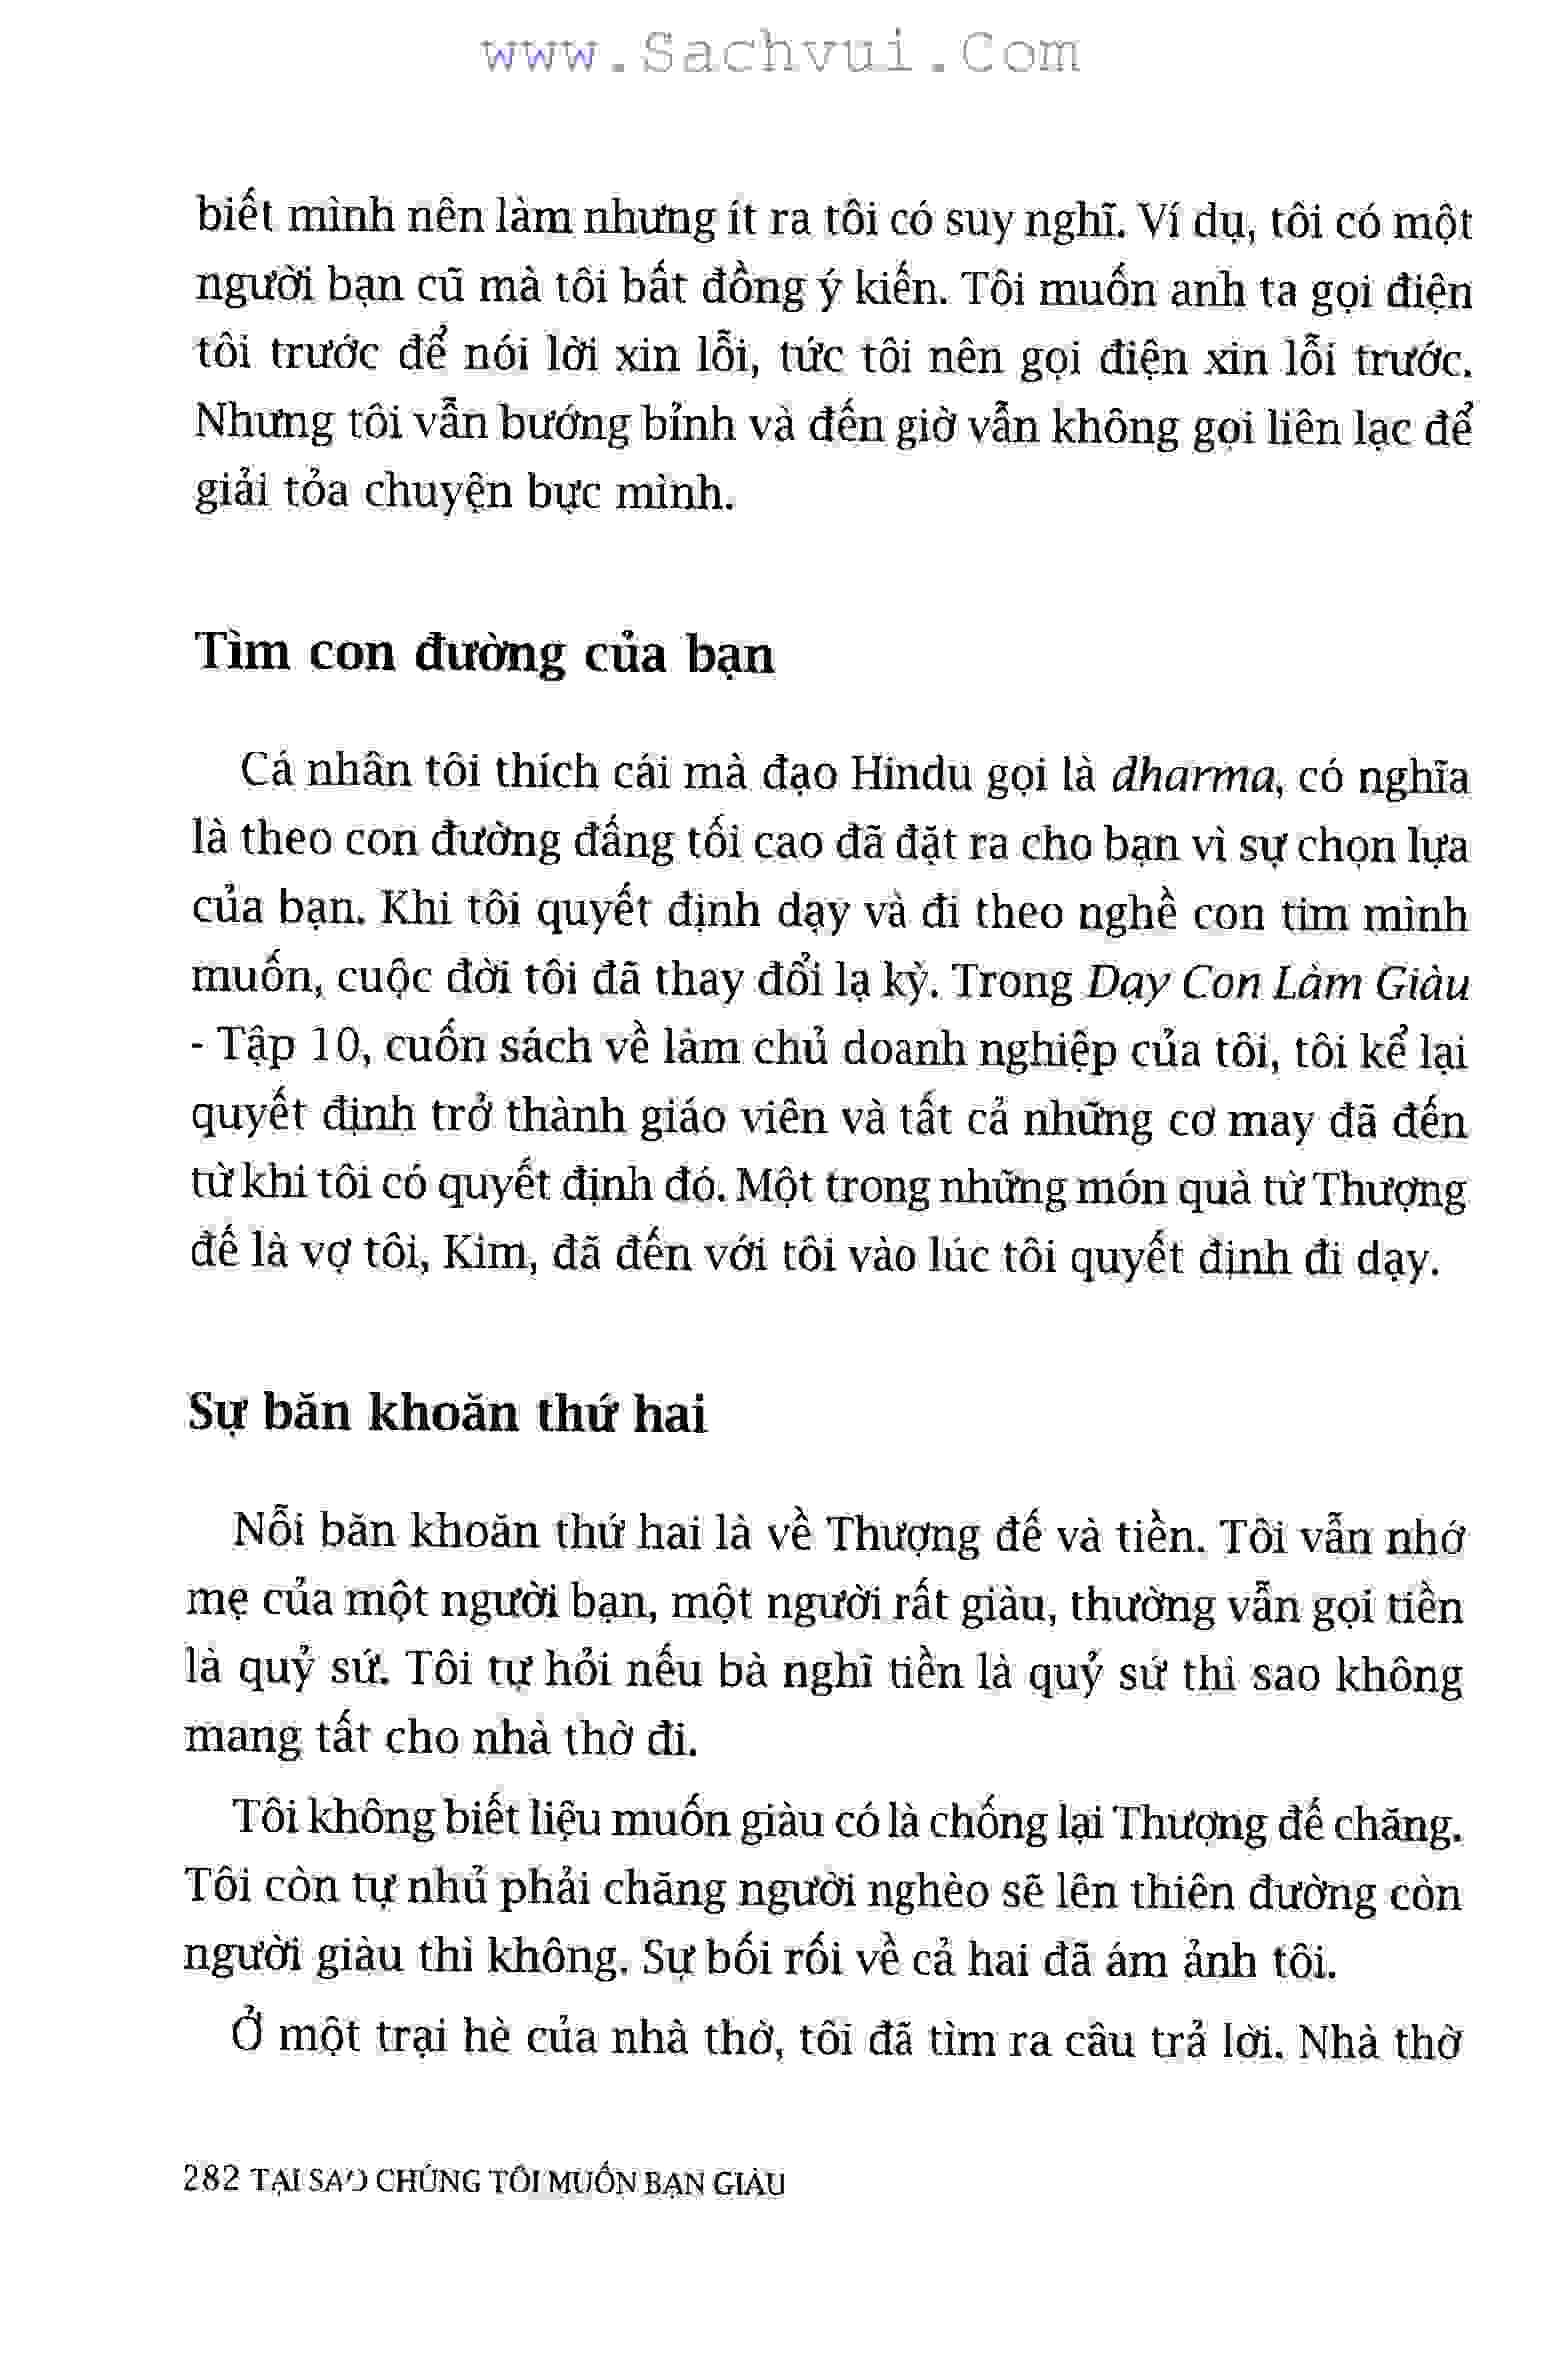 www.Sachvui.Com
biết mình nên làm nhưng ít ra tôi có suy nghĩ. Ví dụ, tôi có một
người bạn cũ mà tôi bất đồng ý kiến. Tôi muốn anh ta gọi điện
tôi trước để nói lời xin lỗi, tức tôi nên gọi điện xin lỗi trước.
Nhưng tôi vẫn bướng bỉnh và đến giờ vẫn không gọi liên lạc để
giải tỏa chuyện bực mình.
Tìm con đường của bạn
Cá nhân tôi thích cái mà đạo Hindu gọi là dharma, có nghĩa
là theo con đường đấng tối cao đã đặt ra cho bạn vì sự chọn lựa
của bạn. Khi tôi quyết định dạy và đi theo nghề con tim mình
muốn, cuộc đời tôi đã thay đổi lạ kỳ. Trong Dạy Con Làm Giàu
- Tập 10, cuốn sách về làm chủ doanh nghiệp của tôi, tôi kể lại
quyết định trở thành giáo viên và tất cả những cơ may đã đến
từ khi tôi có quyết định đó. Một trong những món quà từ Thượng
đế là vợ tôi, Kim, đã đến với tôi vào lúc tôi quyết định đi dạy.
Sự băn khoăn thứ hai
Nỗi băn khoăn thứ hai là về Thượng đế và tiền. Tôi vẫn nhớ
mẹ của một người bạn, một người rất giàu, thường vẫn gọi tiền
là quỷ sứ. Tôi tự hỏi nếu bà nghĩ tiền là quỷ sứ thì sao không
mang tất cho nhà thờ đi.
Tôi không biết liệu muốn giàu có là chống lại Thượng đế chăng.
Tôi còn tự nhủ phải chăng người nghèo sẽ lên thiên đường còn
người giàu thì không. Sự bối rối về cả hai đã ám ảnh tôi.
Ở một trại hè của nhà thờ, tôi đã tìm ra câu trả lời. Nhà thờ
282 TẠI SAO CHÚNG TÔI MUỐN BẠN GIÀU